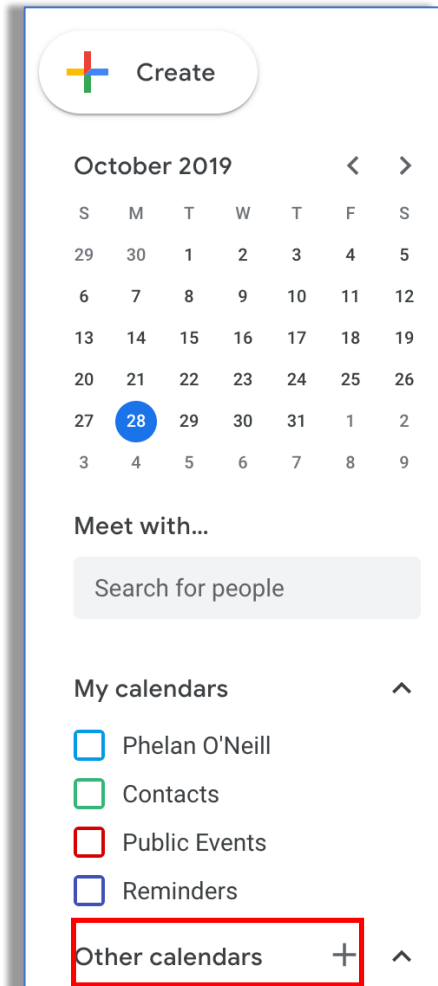 Create
October 2019
S M T W T F S
29 30 1 2 3 4 5
6 7 8 9 10 11 12
13 14 15 16 17 18 19
20 21 22 23 24 25 26
27 28 29 30 31 1 2
3 4 5 6 7 8 9
Meet with...
Search for people
My calendars
Phelan O'Neill
Contacts
Public Events
Reminders
Other calendars